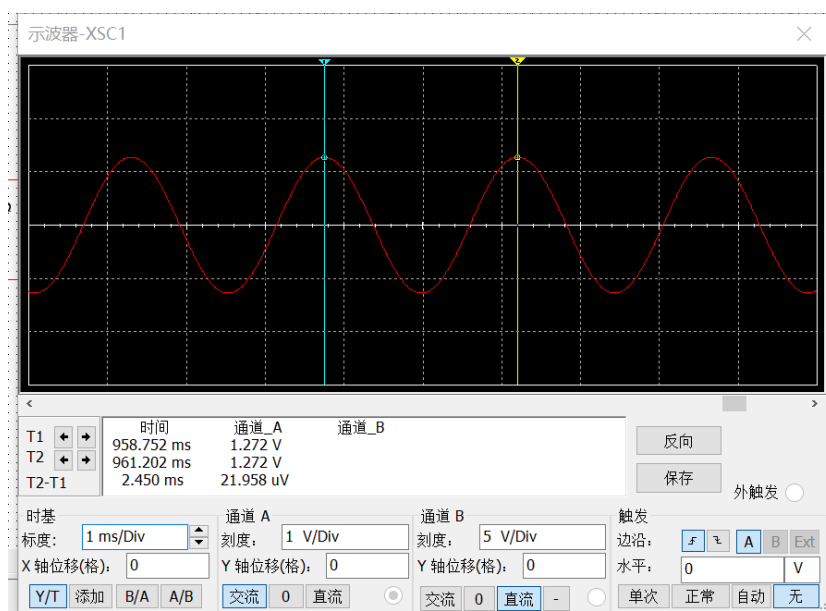 示波器-XSC1
1 2
时间 通道_A 通道_B
T1 958.752 ms 1.272 V
T2 961.202 ms 1.272 V
T2-T1 2.450 ms 21.958 uV
反向
保存
外触发
时基 通道 A 通道 B 触发
标度: 1 ms/Div 刻度: 1 V/Div 刻度: 5 V/Div 边沿: A B Ext
X 轴位移(格): 0 Y 轴位移(格): 0 Y 轴位移(格): 0 水平: 0 V
Y/T 添加 B/A A/B 交流 0 直流 交流 0 直流 - 单次 正常 自动 无